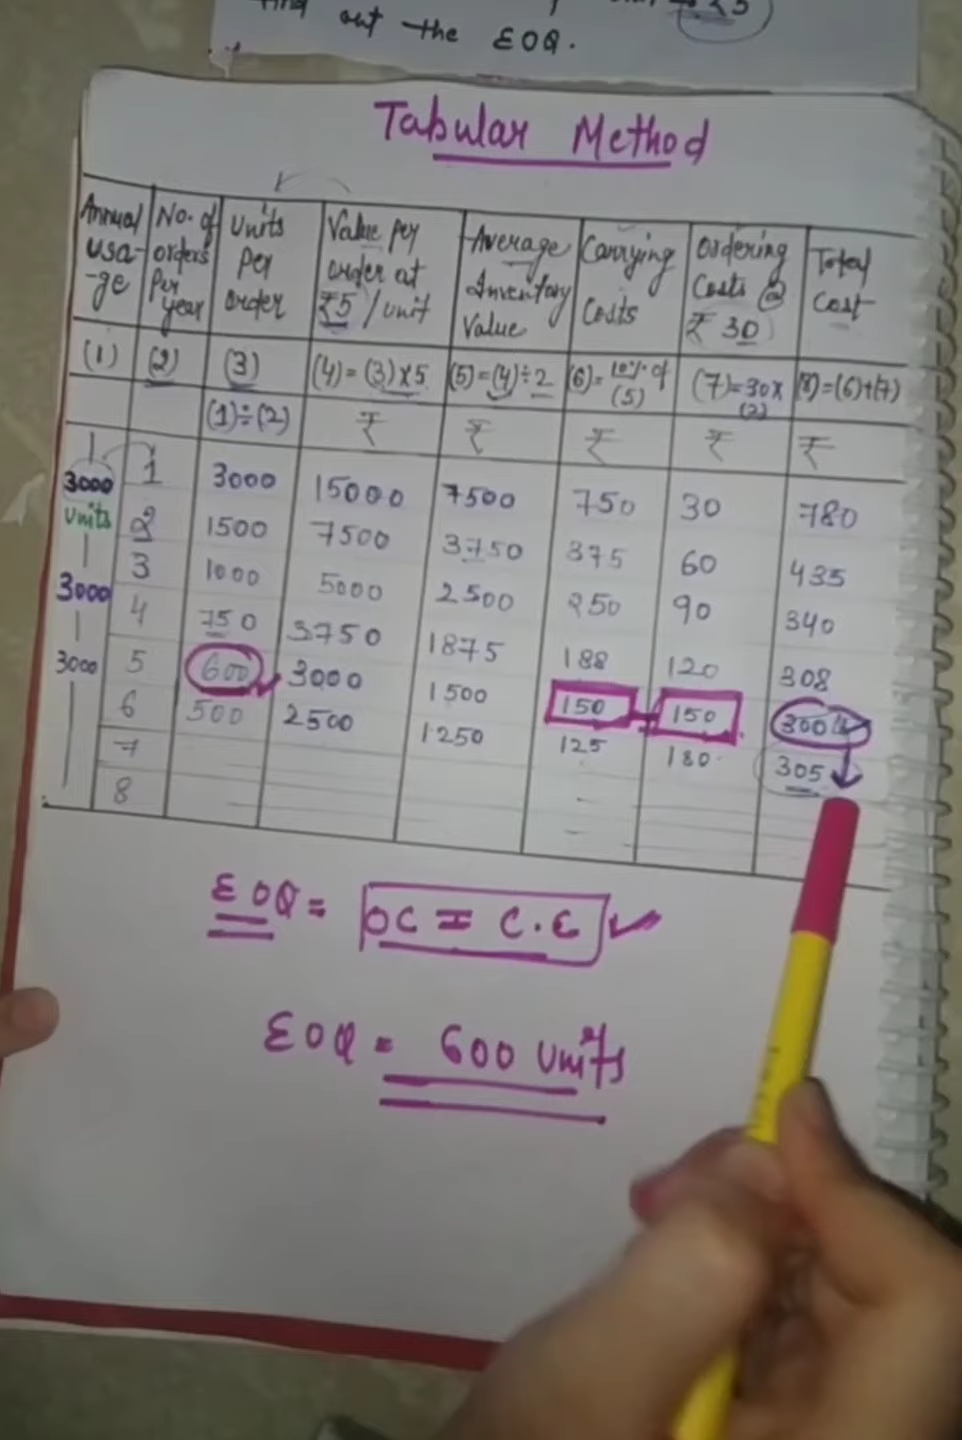 out the EOQ.
Tabular Method
Annual usa-ge | No. of orders Per year | Units Per order | Value per order at ₹5/unit | Average Inventory Value | Carrying Costs | Ordering Costs @ ₹30 | Total Cost
(1) | (2) | (3) | (4)=(3)×5 | (5)=(4)÷2 | (6)=10% of (5) | (7)=30×(2) | (8)=(6)+(7)
(1)÷(2) | ₹ | ₹ | ₹ | ₹ | ₹
3000 units | 1 | 3000 | 15000 | 7500 | 750 | 30 | 780
2 | 1500 | 7500 | 3750 | 375 | 60 | 435
3000 | 3 | 1000 | 5000 | 2500 | 250 | 90 | 340
4 | 750 | 3750 | 1875 | 188 | 120 | 308
3000 | 5 | 600 | 3000 | 1500 | 150 | 150 | 300
6 | 500 | 2500 | 1250 | 125 | 180 | 305
7
8
EOQ = OC = C.C
EOQ = 600 units